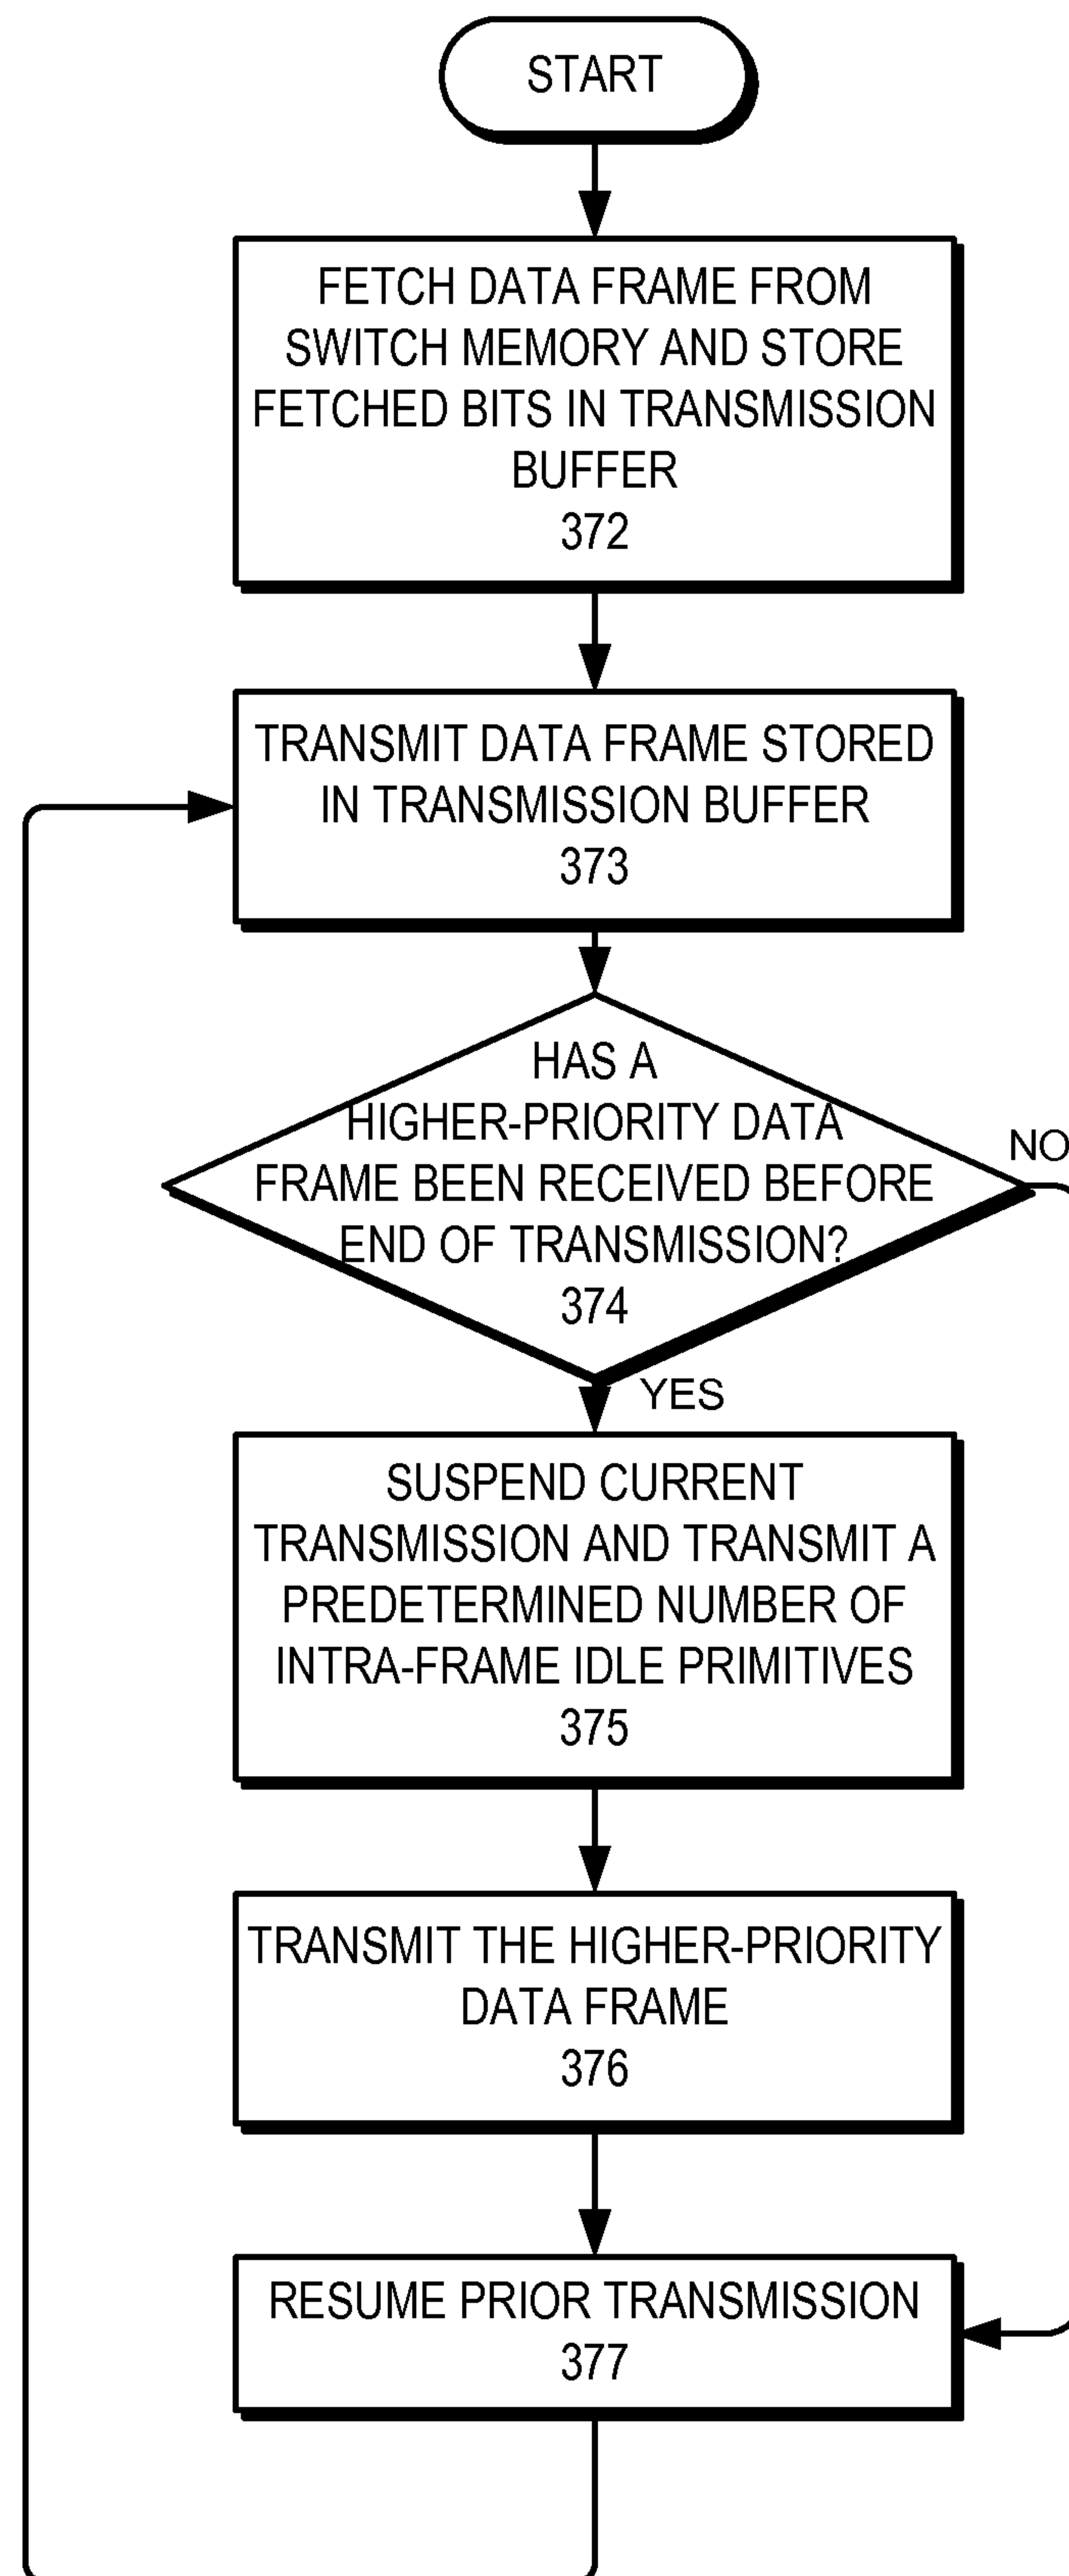 START
FETCH DATA FRAME FROM
SWITCH MEMORY AND STORE
FETCHED BITS IN TRANSMISSION
BUFFER
372
TRANSMIT DATA FRAME STORED
IN TRANSMISSION BUFFER
373
HAS A
HIGHER-PRIORITY DATA
FRAME BEEN RECEIVED BEFORE
END OF TRANSMISSION?
374
NO
YES
SUSPEND CURRENT
TRANSMISSION AND TRANSMIT A
PREDETERMINED NUMBER OF
INTRA-FRAME IDLE PRIMITIVES
375
TRANSMIT THE HIGHER-PRIORITY
DATA FRAME
376
RESUME PRIOR TRANSMISSION
377